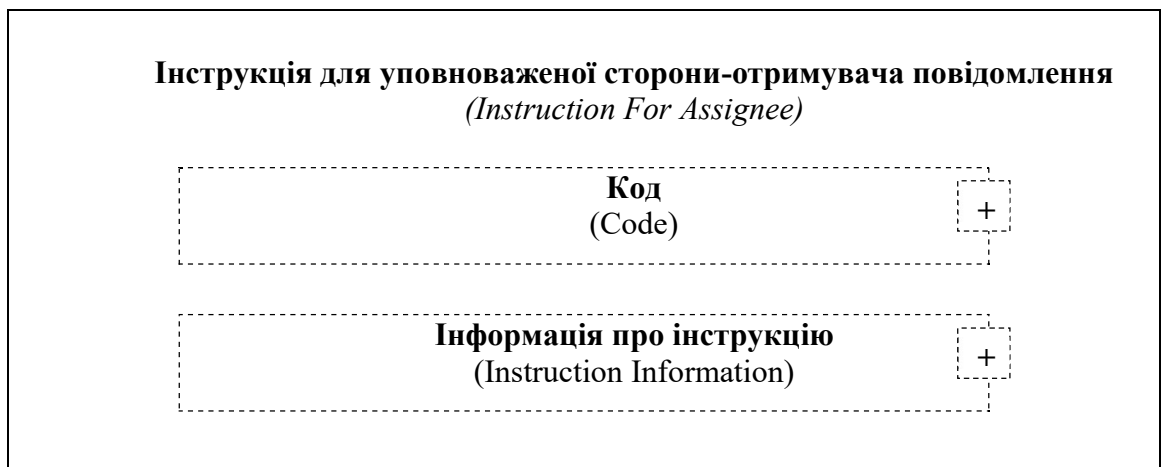 Інструкція для уповноваженої сторони-отримувача повідомлення
(Instruction For Assignee)
Код
(Code)
+
Інформація про інструкцію
(Instruction Information)
+